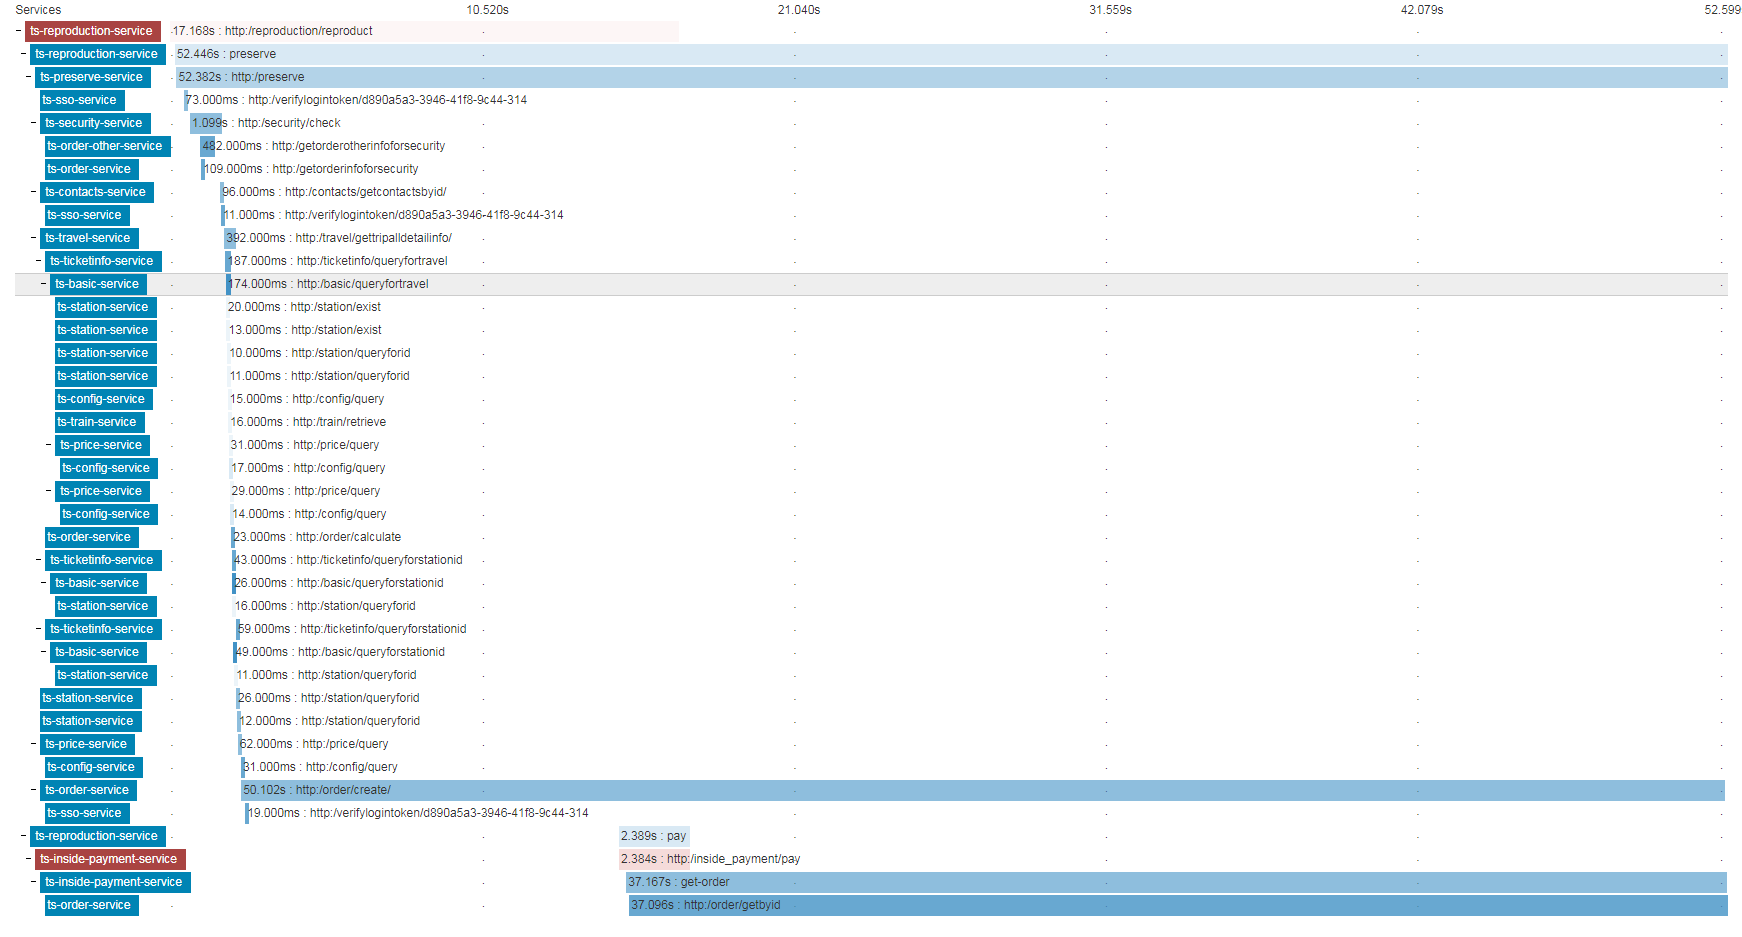 Services 10.520s 21.040s 31.559s 42.079s 52.599
ts-reproduction-service 17.168s : http:/reproduction/reproduct
ts-reproduction-service 52.446s : preserve
ts-preserve-service 52.382s : http:/preserve
ts-sso-service 73.000ms : http:/verifylogintoken/d890a5a3-3946-41f8-9c44-314
ts-security-service 1.099s : http:/security/check
ts-order-other-service 482.000ms : http:/getorderotherinfoforsecurity
ts-order-service 109.000ms : http:/getorderinfoforsecurity
ts-contacts-service 96.000ms : http:/contacts/getcontactsbyid/
ts-sso-service 11.000ms : http:/verifylogintoken/d890a5a3-3946-41f8-9c44-314
ts-travel-service 392.000ms : http:/travel/gettripalldetailinfo/
ts-ticketinfo-service 187.000ms : http:/ticketinfo/queryfortravel
ts-basic-service 174.000ms : http:/basic/queryfortravel
ts-station-service 20.000ms : http:/station/exist
ts-station-service 13.000ms : http:/station/exist
ts-station-service 10.000ms : http:/station/queryforid
ts-station-service 11.000ms : http:/station/queryforid
ts-config-service 15.000ms : http:/config/query
ts-train-service 16.000ms : http:/train/retrieve
ts-price-service 31.000ms : http:/price/query
ts-config-service 17.000ms : http:/config/query
ts-price-service 29.000ms : http:/price/query
ts-config-service 14.000ms : http:/config/query
ts-order-service 23.000ms : http:/order/calculate
ts-ticketinfo-service 43.000ms : http:/ticketinfo/queryforstationid
ts-basic-service 26.000ms : http:/basic/queryforstationid
ts-station-service 16.000ms : http:/station/queryforid
ts-ticketinfo-service 59.000ms : http:/ticketinfo/queryforstationid
ts-basic-service 49.000ms : http:/basic/queryforstationid
ts-station-service 11.000ms : http:/station/queryforid
ts-station-service 26.000ms : http:/station/queryforid
ts-station-service 12.000ms : http:/station/queryforid
ts-price-service 62.000ms : http:/price/query
ts-config-service 31.000ms : http:/config/query
ts-order-service 50.102s : http:/order/create/
ts-sso-service 19.000ms : http:/verifylogintoken/d890a5a3-3946-41f8-9c44-314
ts-reproduction-service 2.389s : pay
ts-inside-payment-service 2.384s : http:/inside_payment/pay
ts-inside-payment-service 37.167s : get-order
ts-order-service 37.096s : http:/order/getbyid